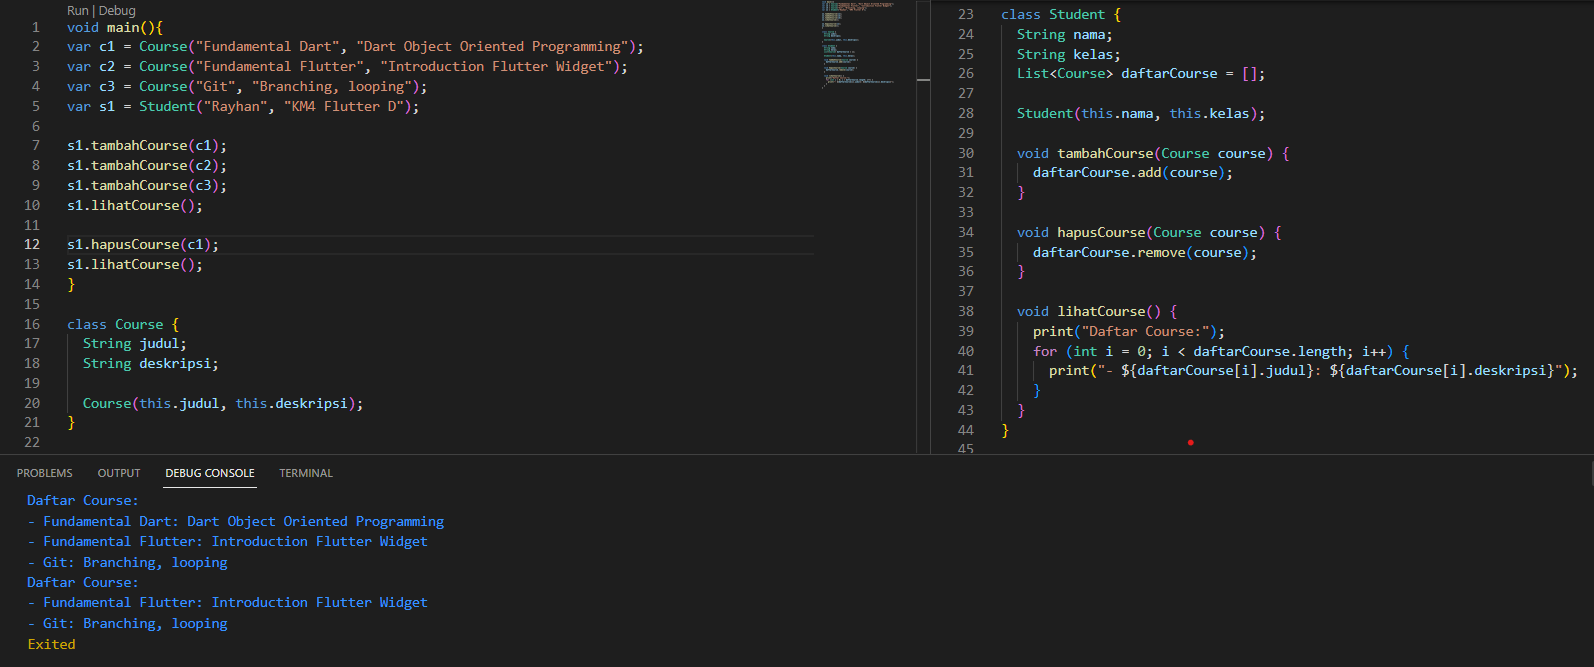 Run | Debug
1 void main(){
2 var c1 = Course("Fundamental Dart", "Dart Object Oriented Programming");
3 var c2 = Course("Fundamental Flutter", "Introduction Flutter Widget");
4 var c3 = Course("Git", "Branching, looping");
5 var s1 = Student("Rayhan", "KM4 Flutter D");
6
7 s1.tambahCourse(c1);
8 s1.tambahCourse(c2);
9 s1.tambahCourse(c3);
10 s1.lihatCourse();
11
12 s1.hapusCourse(c1);
13 s1.lihatCourse();
14 }
15
16 class Course {
17   String judul;
18   String deskripsi;
19
20   Course(this.judul, this.deskripsi);
21 }
22
23 class Student {
24   String nama;
25   String kelas;
26   List<Course> daftarCourse = [];
27
28   Student(this.nama, this.kelas);
29
30   void tambahCourse(Course course) {
31     daftarCourse.add(course);
32   }
33
34   void hapusCourse(Course course) {
35     daftarCourse.remove(course);
36   }
37
38   void lihatCourse() {
39     print("Daftar Course:");
40     for (int i = 0; i < daftarCourse.length; i++) {
41       print("- ${daftarCourse[i].judul}: ${daftarCourse[i].deskripsi}");
42     }
43   }
44 }
45
PROBLEMS OUTPUT DEBUG CONSOLE TERMINAL
Daftar Course:
- Fundamental Dart: Dart Object Oriented Programming
- Fundamental Flutter: Introduction Flutter Widget
- Git: Branching, looping
Daftar Course:
- Fundamental Flutter: Introduction Flutter Widget
- Git: Branching, looping
Exited